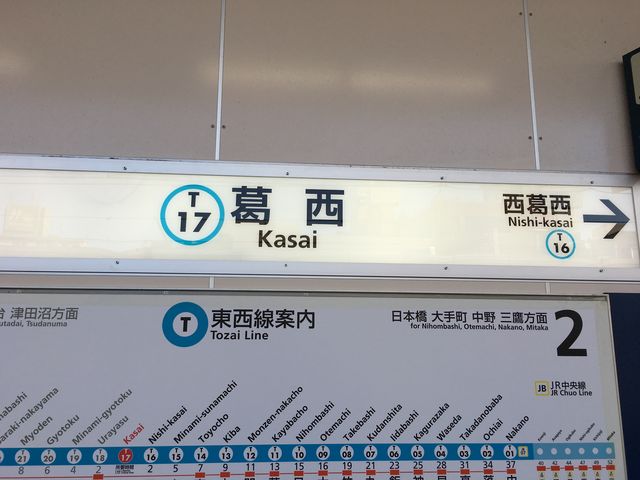 T
17
葛西
Kasai
西葛西
Nishi-kasai
T
16
津田沼方面
Tsudanuma
T
東西線案内
Tozai Line
日本橋 大手町 中野 三鷹方面
for Nihombashi, Otemachi, Nakano, Mitaka
2
JB JR中央線
JR Chuo Line
Myoden
Gyotoku
Minami-gyotoku
Urayasu
Kasai
Nishi-kasai
Minami-sunamachi
Toyocho
Kiba
Monzen-nacho
Kayabacho
Nihombashi
Otemachi
Takebashi
Kudanshita
Iidabashi
Kagurazaka
Waseda
Takadanobaba
Ochiai
Nakano
21 20 19 18 17 16 15 14 13 12 11 10 09 08 07 06 05 04 03 02 01
8 6 4 2 2 5 7 9 11 13 15 16 19 21 23 25 28 31 34 37